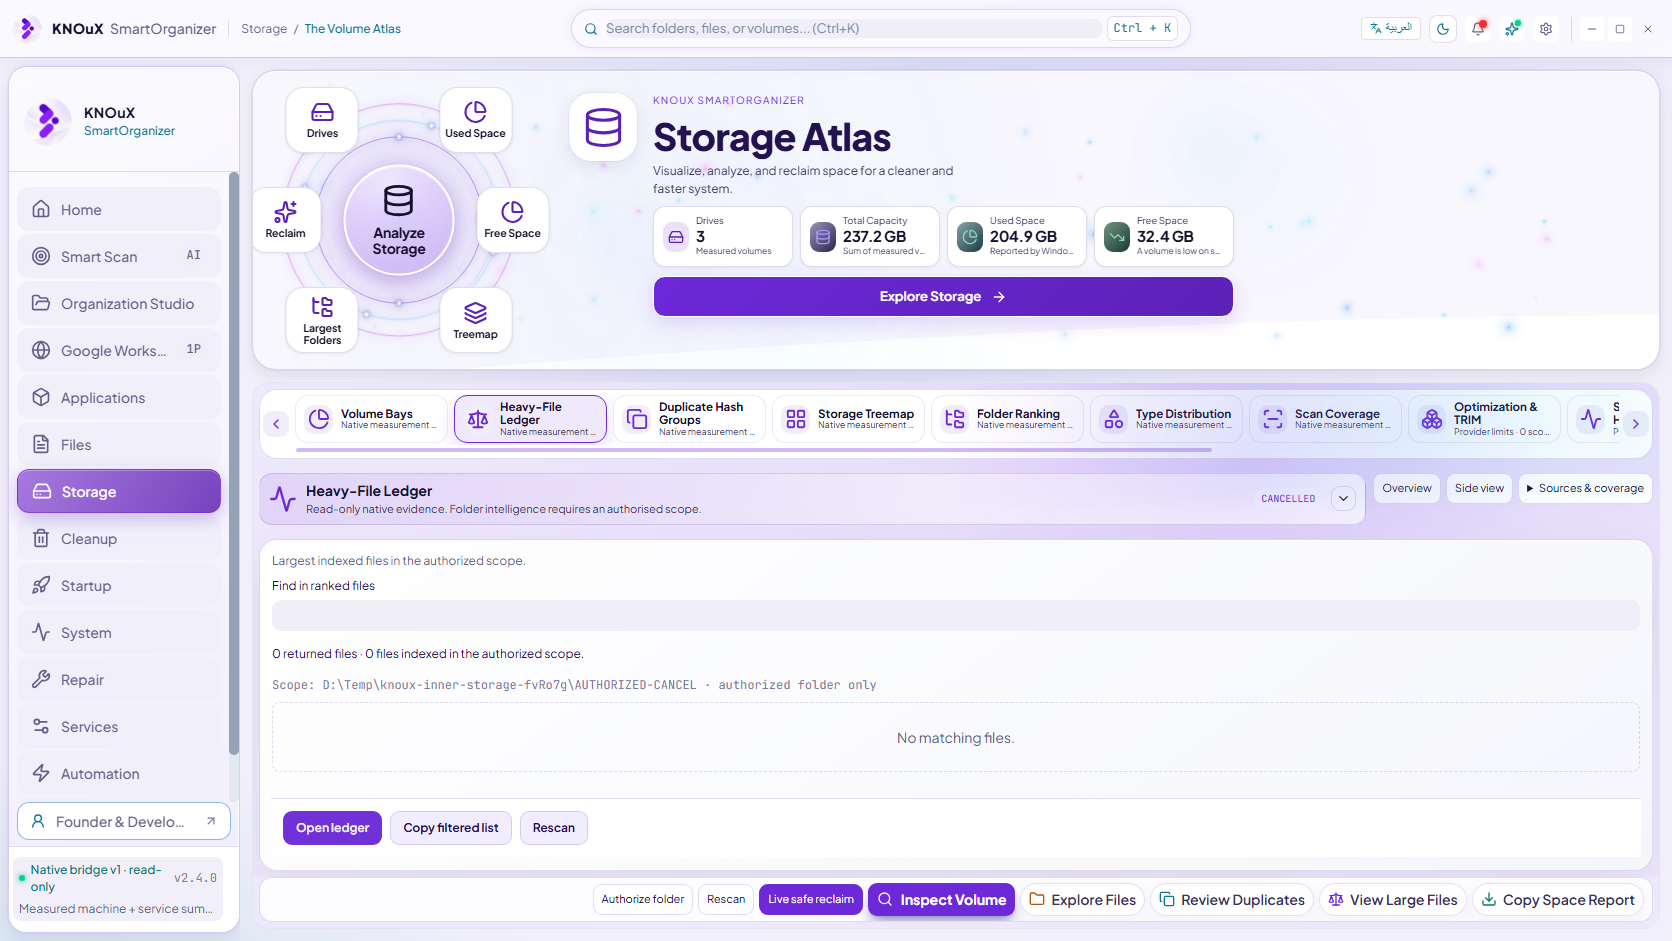 KNOuX SmartOrganizer
Storage / The Volume Atlas
Search folders, files, or volumes... (Ctrl+K)
Ctrl + K
العربية
KNOuX
SmartOrganizer
Home
Smart Scan AI
Organization Studio
Google Works... 1P
Applications
Files
Storage
Cleanup
Startup
System
Repair
Services
Automation
Founder & Develo...
Native bridge v1 · read-only
v2.4.0
Measured machine + service sum...
Drives
Used Space
Reclaim
Analyze Storage
Free Space
Largest Folders
Treemap
KNOUX SMARTORGANIZER
Storage Atlas
Visualize, analyze, and reclaim space for a cleaner and
faster system.
Drives
3
Measured volumes
Total Capacity
237.2 GB
Sum of measured v...
Used Space
204.9 GB
Reported by Windo...
Free Space
32.4 GB
A volume is low on s...
Explore Storage
Volume Bays
Native measurement ...
Heavy-File Ledger
Native measurement ...
Duplicate Hash Groups
Native measurement ...
Storage Treemap
Native measurement ...
Folder Ranking
Native measurement ...
Type Distribution
Native measurement ...
Scan Coverage
Native measurement ...
Optimization & TRIM
Provider limits · 0 sco...
Heavy-File Ledger
Read-only native evidence. Folder intelligence requires an authorised scope.
CANCELLED
Overview
Side view
Sources & coverage
Largest indexed files in the authorized scope.
Find in ranked files
0 returned files · 0 files indexed in the authorized scope.
Scope: D:\Temp\knoux-inner-storage-fvRo7g\AUTHORIZED-CANCEL · authorized folder only
No matching files.
Open ledger
Copy filtered list
Rescan
Authorize folder
Rescan
Live safe reclaim
Inspect Volume
Explore Files
Review Duplicates
View Large Files
Copy Space Report